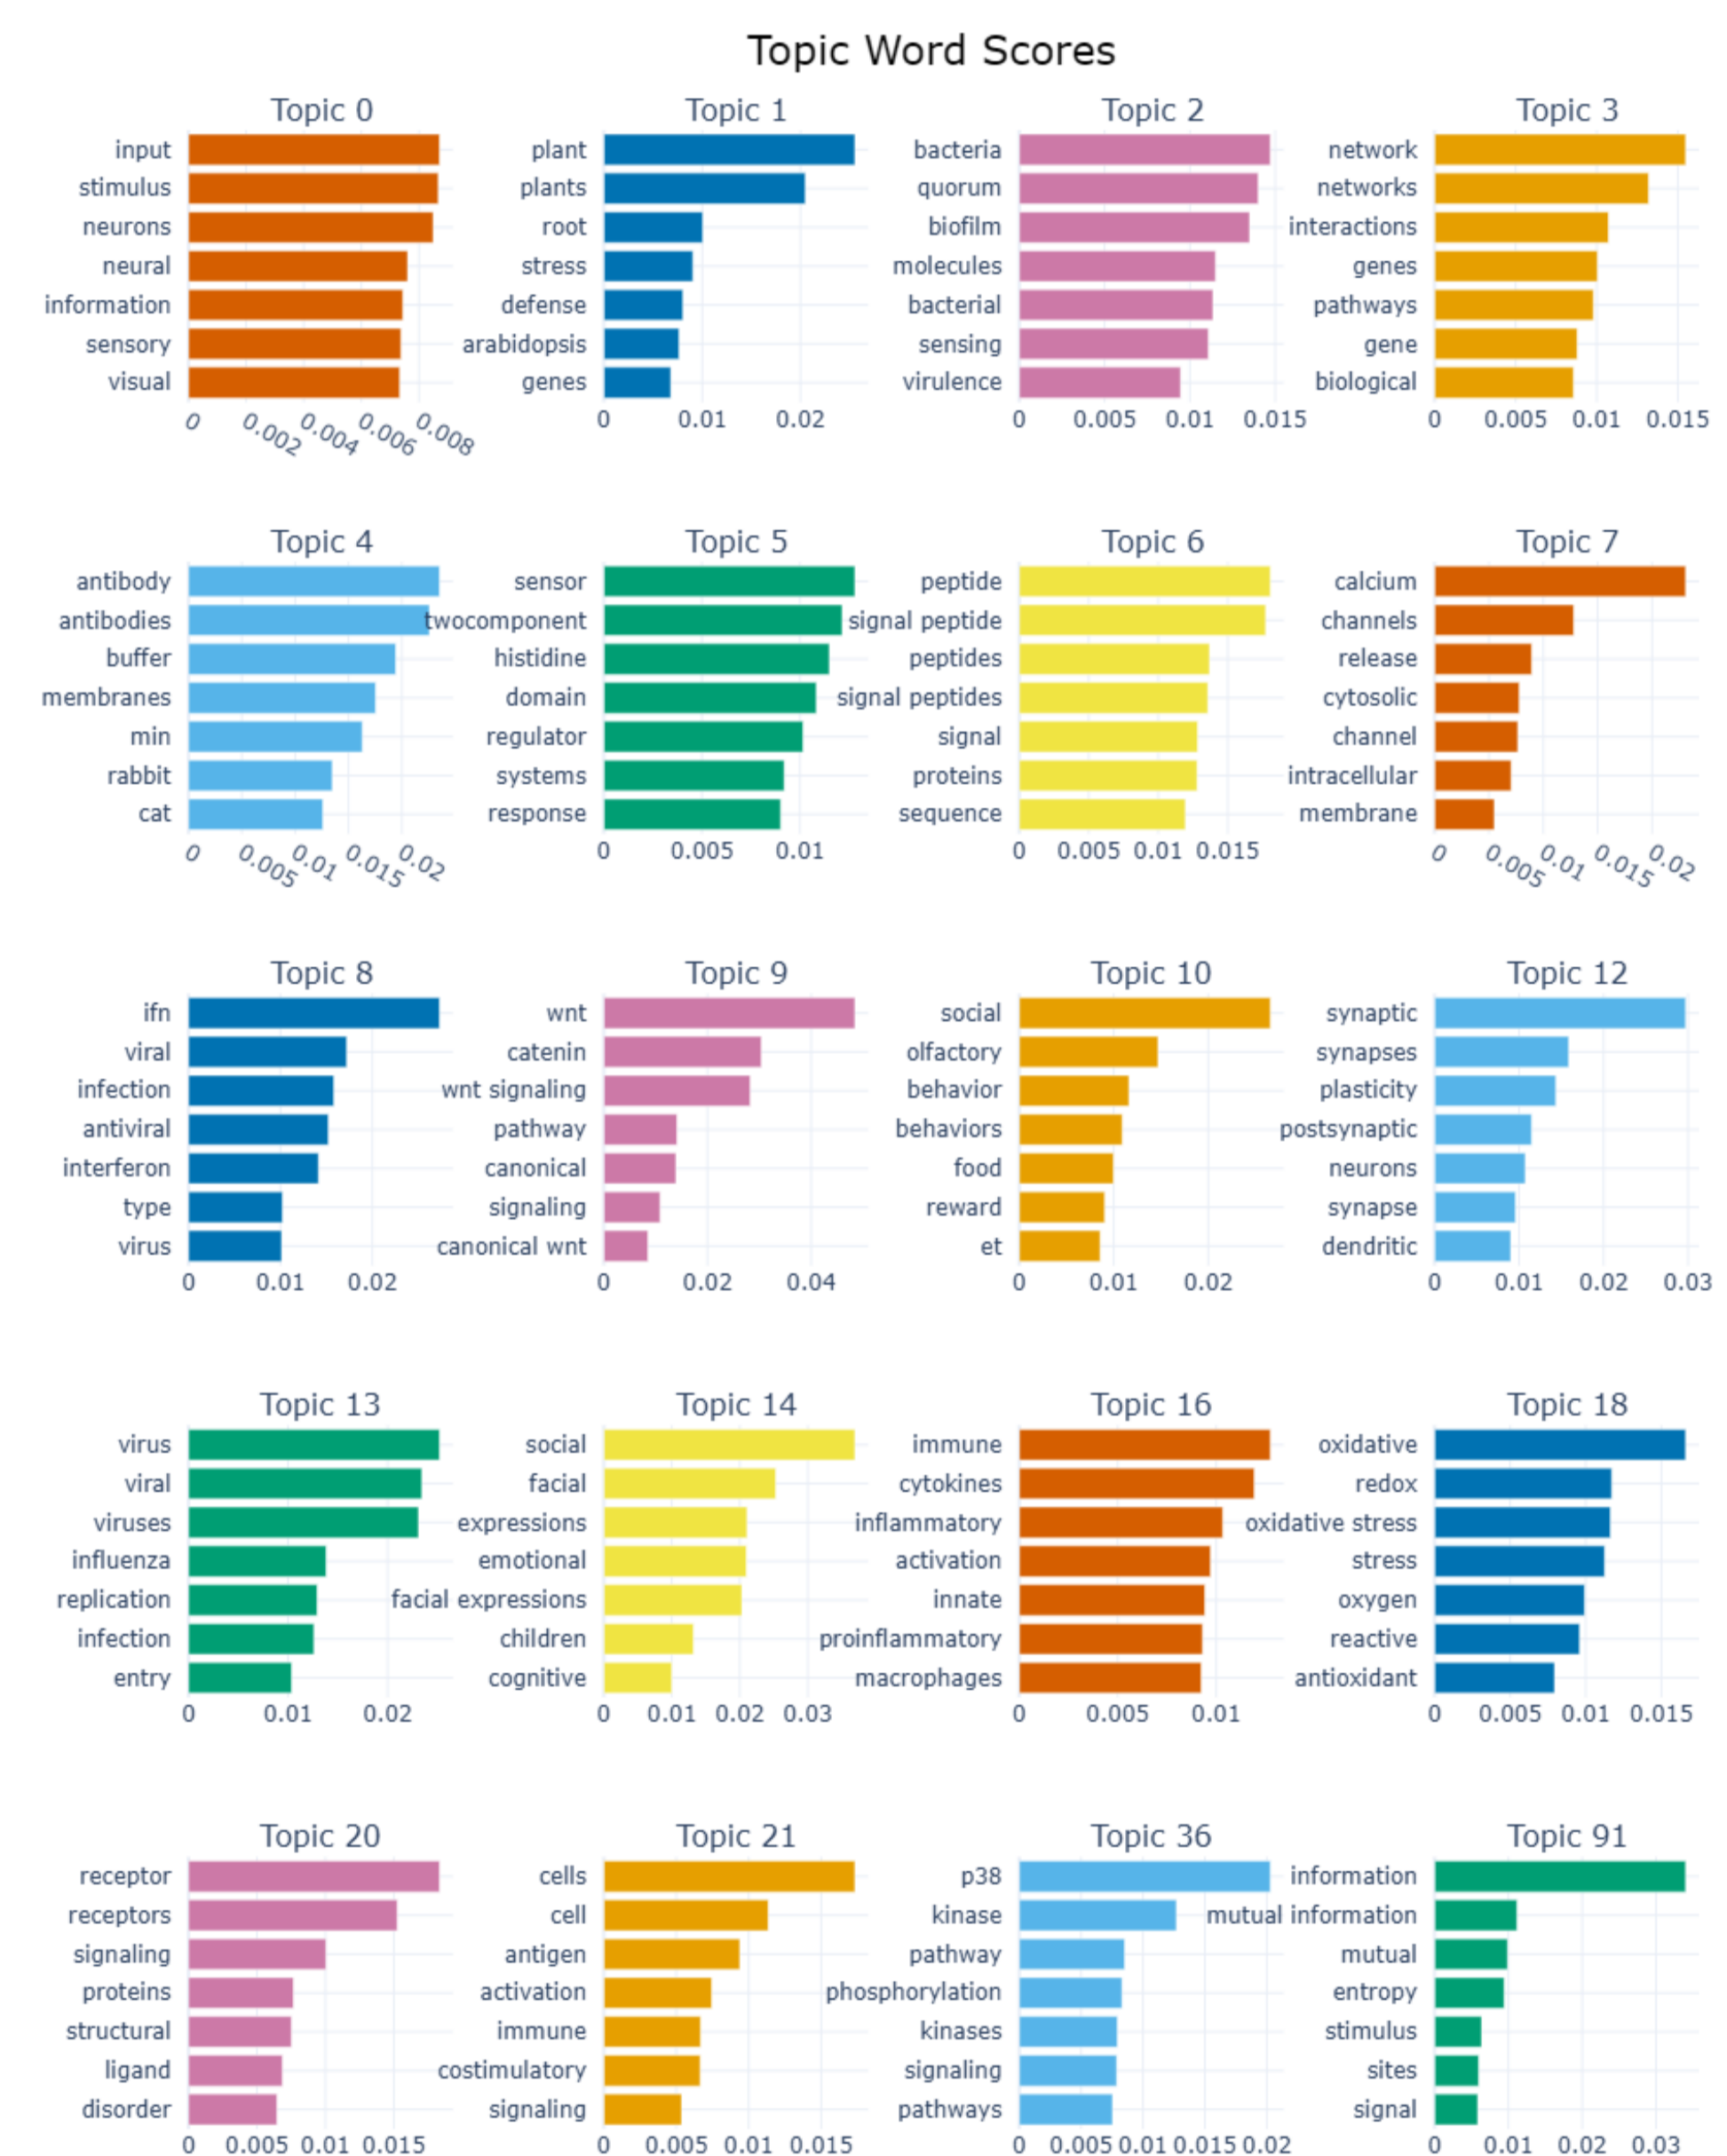 Topic Word Scores
Topic 0
input
stimulus
neurons
neural
information
sensory
visual
0
0.002
0.004
0.006
0.008
Topic 1
plant
plants
root
stress
defense
arabidopsis
genes
0
0.01
0.02
Topic 2
bacteria
quorum
biofilm
molecules
bacterial
sensing
virulence
0
0.005
0.01
0.015
Topic 3
network
networks
interactions
genes
pathways
gene
biological
0
0.005
0.01
0.015
Topic 4
antibody
antibodies
buffer
membranes
min
rabbit
cat
0
0.005
0.01
0.015
0.02
Topic 5
sensor
twocomponent
histidine
domain
regulator
systems
response
0
0.005
0.01
Topic 6
peptide
signal peptide
peptides
signal peptides
signal
proteins
sequence
0
0.005
0.01
0.015
Topic 7
calcium
channels
release
cytosolic
channel
intracellular
membrane
0
0.005
0.01
0.015
0.02
Topic 8
ifn
viral
infection
antiviral
interferon
type
virus
0
0.01
0.02
Topic 9
wnt
catenin
wnt signaling
pathway
canonical
signaling
canonical wnt
0
0.02
0.04
Topic 10
social
olfactory
behavior
behaviors
food
reward
et
0
0.01
0.02
Topic 12
synaptic
synapses
plasticity
postsynaptic
neurons
synapse
dendritic
0
0.01
0.02
0.03
Topic 13
virus
viral
viruses
influenza
replication
infection
entry
0
0.01
0.02
Topic 14
social
facial
expressions
emotional
facial expressions
children
cognitive
0
0.01
0.02
0.03
Topic 16
immune
cytokines
inflammatory
activation
innate
proinflammatory
macrophages
0
0.005
0.01
Topic 18
oxidative
redox
oxidative stress
stress
oxygen
reactive
antioxidant
0
0.005
0.01
0.015
Topic 20
receptor
receptors
signaling
proteins
structural
ligand
disorder
0
0.005
0.01
0.015
Topic 21
cells
cell
antigen
activation
immune
costimulatory
signaling
0
0.005
0.01
0.015
Topic 36
p38
kinase
pathway
phosphorylation
kinases
signaling
pathways
0
0.005
0.01
0.015
0.02
Topic 91
information
mutual information
mutual
entropy
stimulus
sites
signal
0
0.01
0.02
0.03